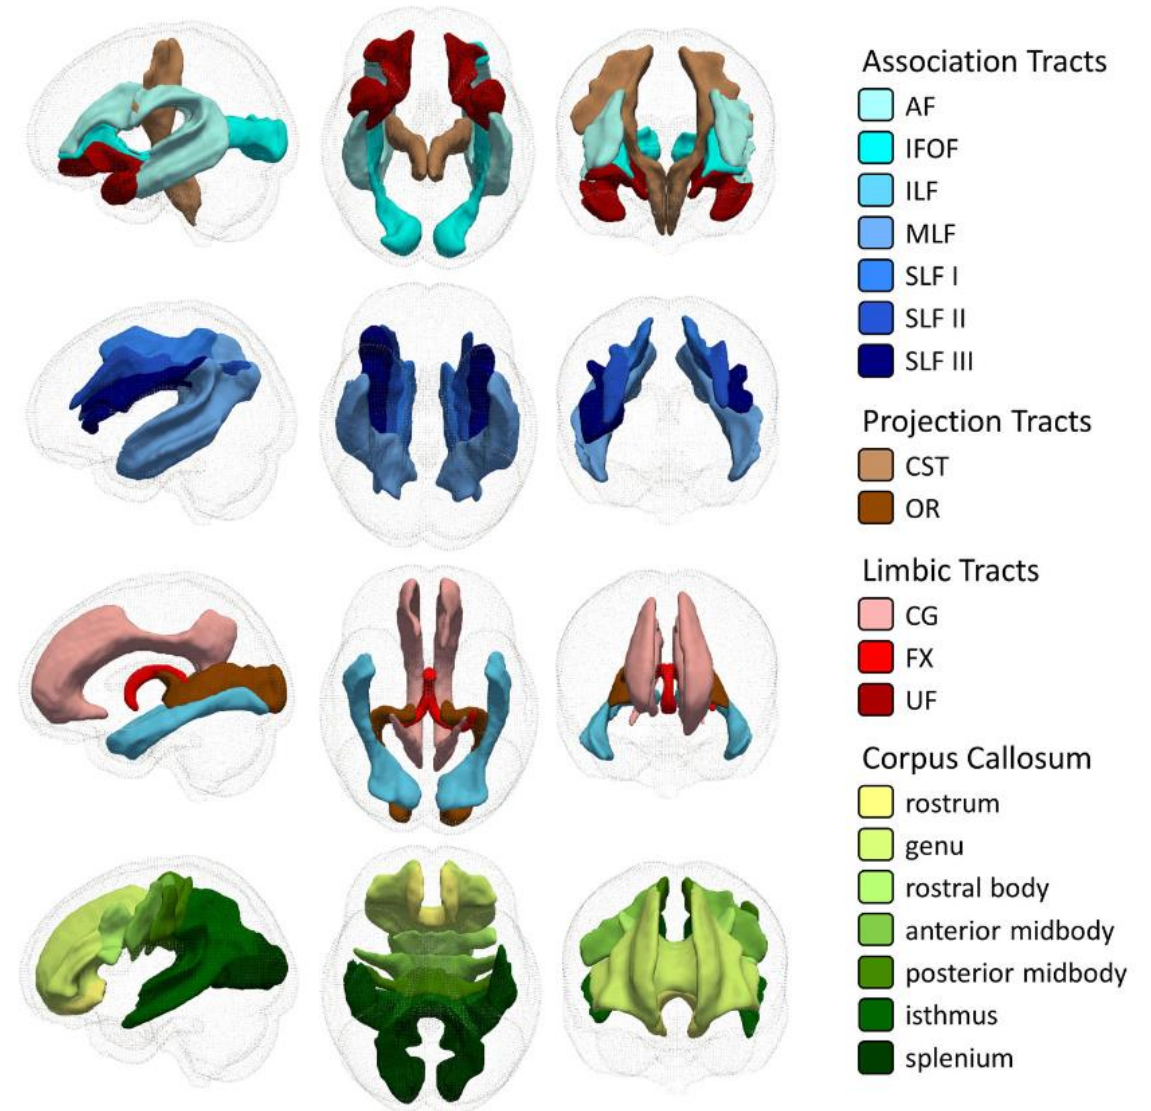 Association Tracts
AF
IFOF
ILF
MLF
SLF I
SLF II
SLF III
Projection Tracts
CST
OR
Limbic Tracts
CG
FX
UF
Corpus Callosum
rostrum
genu
rostral body
anterior midbody
posterior midbody
isthmus
splenium